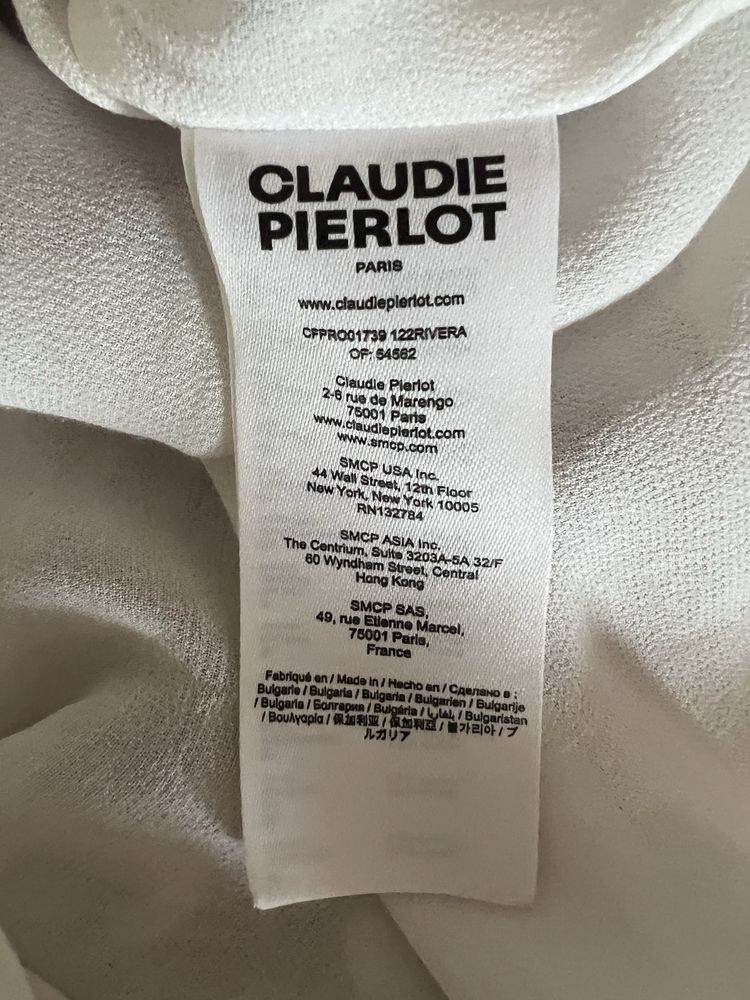 CLAUDIE
PIERLOT
PARIS
www.claudiepierlot.com
CFPRO01739 122RIVERA
OF: 54562
Claudie Pierlot
2-6 rue de Marengo
75001 Paris
www.claudiepierlot.com
www.smcp.com
SMCP USA Inc.
44 Wall Street, 12th Floor
New York, New York 10005
RN132784
SMCP ASIA Inc.
The Centrium, Suite 3203A-5A 32/F
60 Wyndham Street, Central
Hong Kong
SMCP SAS,
49, rue Etienne Marcel,
75001 Paris,
France
Fabriqué en / Made in / Hecho en / Сделано в :
Bulgarie / Bulgaria / Bulgaria / Bulgarien / Bulgarije
/ Bulgaria / Болгария / Bulgária / بلغاريا / Bulgaristan
/ Βουλγαρία / 保加利亚 / 保加利亞 / 불가리아 / ブ
ルガリア